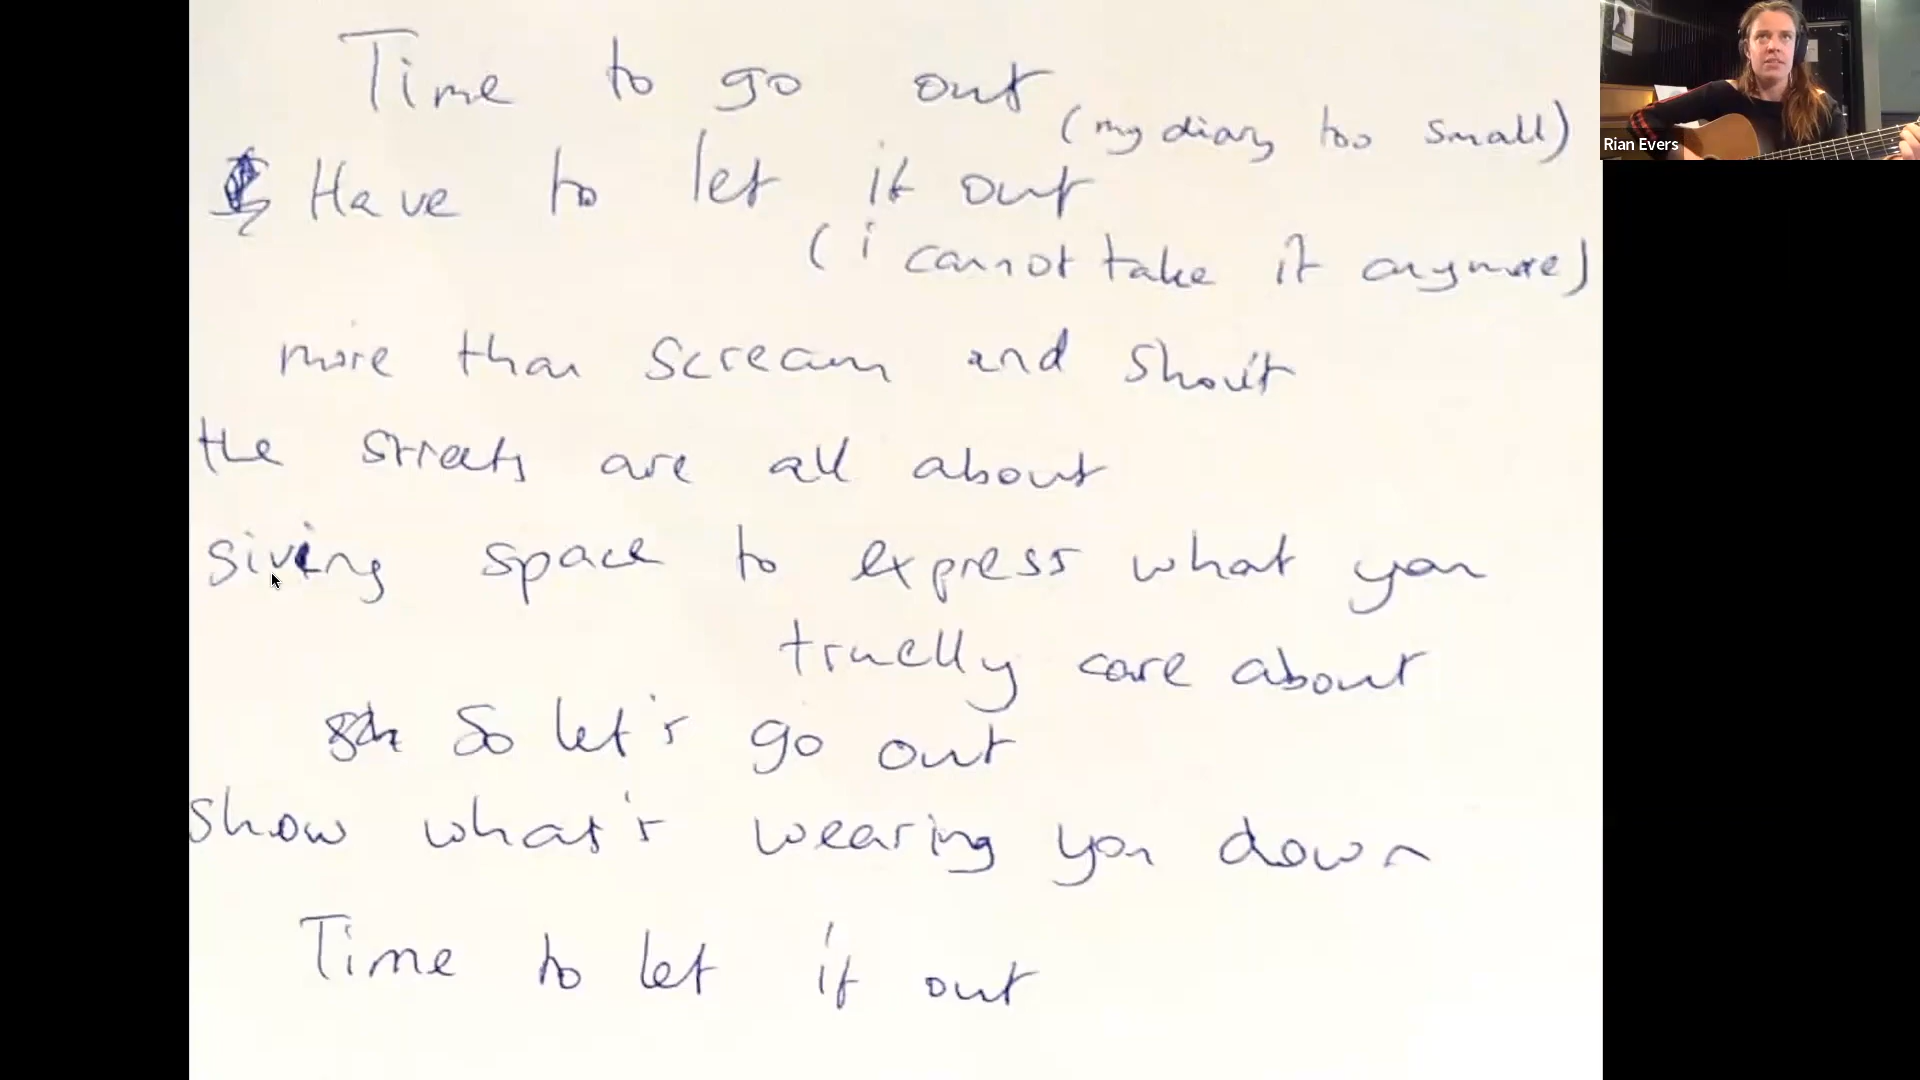 Time to go out
(my diary too small)
Have to let it out
(i cannot take it anymore)
more than scream and shout
the streets are all about
giving space to express what you
truelly care about
So let's go out
show what's wearing you down
Time to let it out
Rian Evers